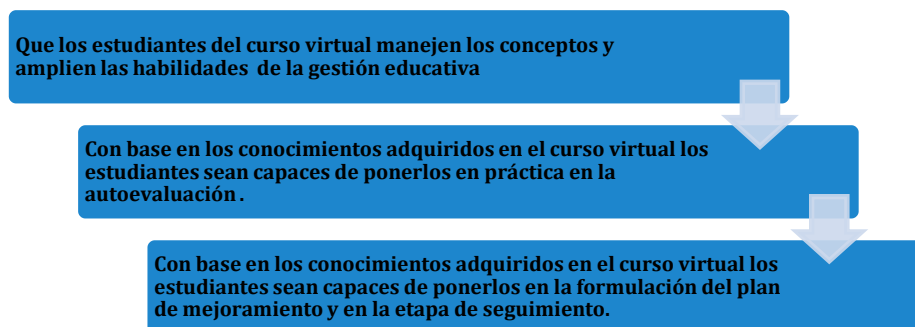 Que los estudiantes del curso virtual manejen los conceptos y
amplien las habilidades de la gestión educativa
Con base en los conocimientos adquiridos en el curso virtual los
estudiantes sean capaces de ponerlos en práctica en la
autoevaluación .
Con base en los conocimientos adquiridos en el curso virtual los
estudiantes sean capaces de ponerlos en la formulación del plan
de mejoramiento y en la etapa de seguimiento.